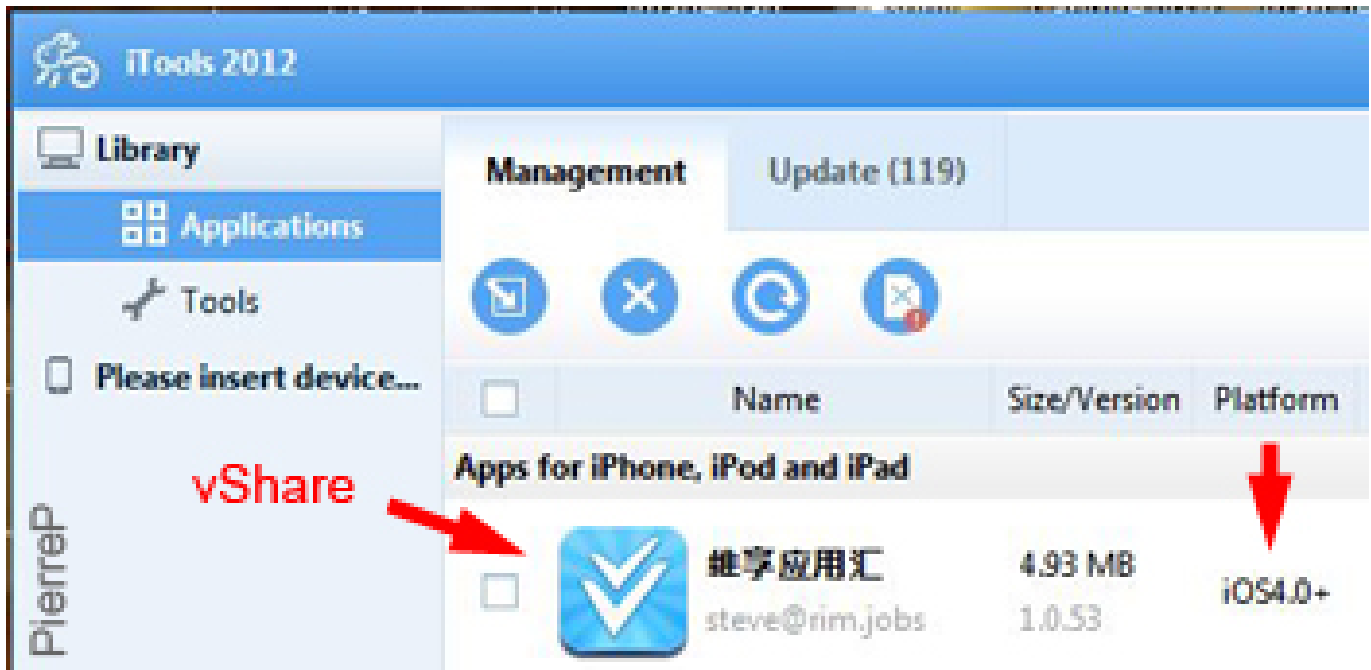 iTools 2012
Library
Applications
Tools
Please insert device...
Management
Update (119)
Name
Size/Version
Platform
Apps for iPhone, iPod and iPad
vShare
维享应用汇
4.93 MB
iOS4.0+
steve@rim.jobs
1.0.53
PierreP